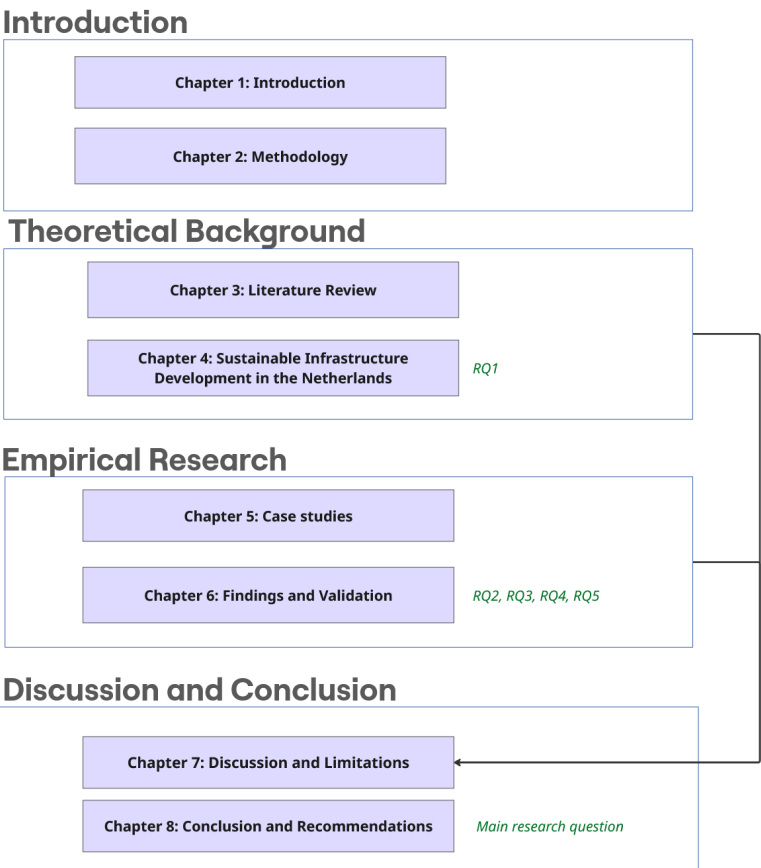 Introduction
Chapter 1: Introduction
Chapter 2: Methodology
Theoretical Background
Chapter 3: Literature Review
Chapter 4: Sustainable Infrastructure
Development in the Netherlands
RQ1
Empirical Research
Chapter 5: Case studies
Chapter 6: Findings and Validation
RQ2, RQ3, RQ4, RQ5
Discussion and Conclusion
Chapter 7: Discussion and Limitations
Chapter 8: Conclusion and Recommendations
Main research question